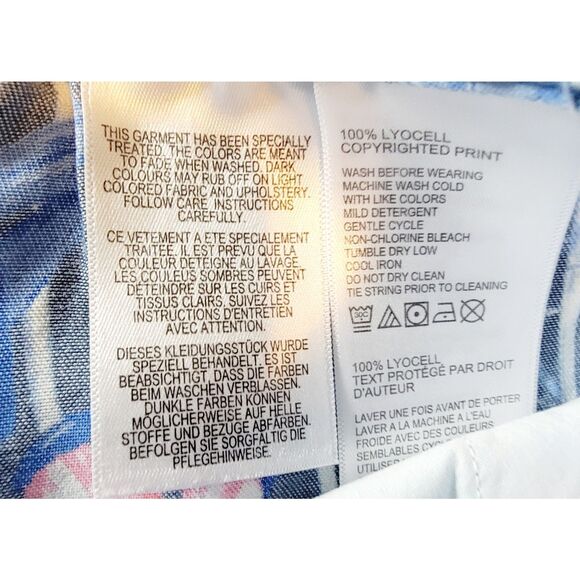 THIS GARMENT HAS BEEN SPECIALLY
TREATED. THE COLORS ARE MEANT
TO FADE WHEN WASHED. DARK
COLOURS MAY RUB OFF ON LIGHT
COLORED FABRIC AND UPHOLSTERY.
FOLLOW CARE INSTRUCTIONS
CAREFULLY.
CE VETEMENT A ETE SPECIALEMENT
TRAITEE. IL EST PREVU QUE LA
COULEUR DETEIGNE AU LAVAGE.
LES COULEUS SOMBRES PEUVENT
DÉTEINDRE SUR LES CUIRS ET
TISSUS CLAIRS. SUIVEZ LES
INSTRUCTIONS D'ENTRETIEN
AVEC ATTENTION.
DIESES KLEIDUNGSSTÜCK WURDE
SPEZIELL BEHANDELT. ES IST
BEABSICHTIGT, DASS DIE FARBEN
BEIM WASCHEN VERBLASSEN.
DUNKLE FARBEN KÖNNEN
MÖGLICHERWEISE AUF HELLE
STOFFE UND BEZUGE ABFÄRBEN.
BEFOLGEN SIE SORGFÄLTIG DIE
PFLEGEHINWEISE.
100% LYOCELL
COPYRIGHTED PRINT
WASH BEFORE WEARING
MACHINE WASH COLD
WITH LIKE COLORS
MILD DETERGENT
GENTLE CYCLE
NON-CHLORINE BLEACH
TUMBLE DRY LOW
COOL IRON
DO NOT DRY CLEAN
TIE STRING PRIOR TO CLEANING
30C
100% LYOCELL
TEXT PROTÉGÉ PAR DROIT
D'AUTEUR
LAVER UNE FOIS AVANT DE PORTER
LAVER A LA MACHINE A L'EAU
FROIDE AVEC DES COULEURS
SEMBLABLES